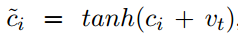 c̃ᵢ = tanh(cᵢ + vₜ).